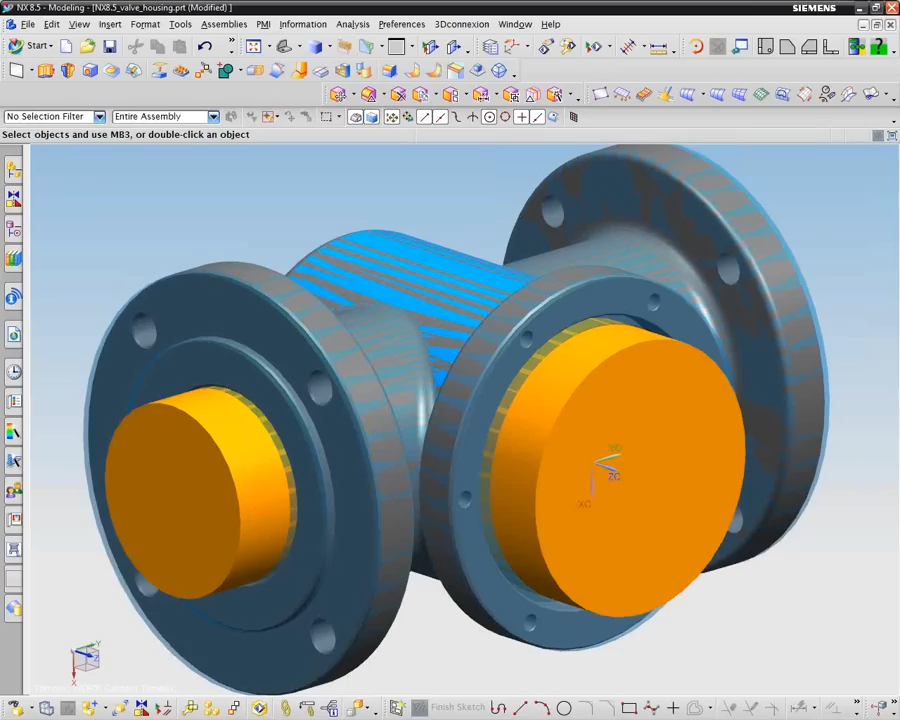 NX 8.5 - Modeling - [NX8.5_valve_housing.prt (Modified) ]
SIEMENS
File Edit View Insert Format Tools Assemblies PMI Information Analysis Preferences 3Dconnexion Window Help
Start
No Selection Filter Entire Assembly
Select objects and use MB3, or double-click an object
YC
ZC
XC
Y
Z
X
Finish Sketch